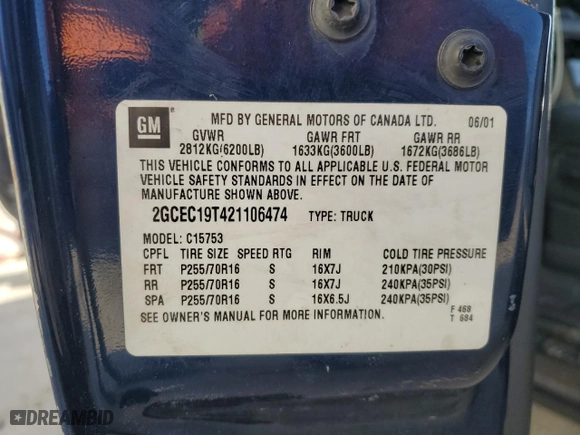 GM
MFD BY GENERAL MOTORS OF CANADA LTD. 06/01
GVWR GAWR FRT GAWR RR
2812KG(6200LB) 1633KG(3600LB) 1672KG(3686LB)
THIS VEHICLE CONFORMS TO ALL APPLICABLE U.S. FEDERAL MOTOR
VEHICLE SAFETY STANDARDS IN EFFECT ON THE DATE OF
MANUFACTURE SHOWN ABOVE.
2GCEC19T421106474 TYPE: TRUCK
MODEL: C15753
CPFL TIRE SIZE SPEED RTG RIM COLD TIRE PRESSURE
FRT P255/70R16 S 16X7J 210KPA(30PSI)
RR P255/70R16 S 16X7J 240KPA(35PSI)
SPA P255/70R16 S 16X6.5J 240KPA(35PSI)
SEE OWNER'S MANUAL FOR MORE INFORMATION.
F 468
T 684
DREAMBID